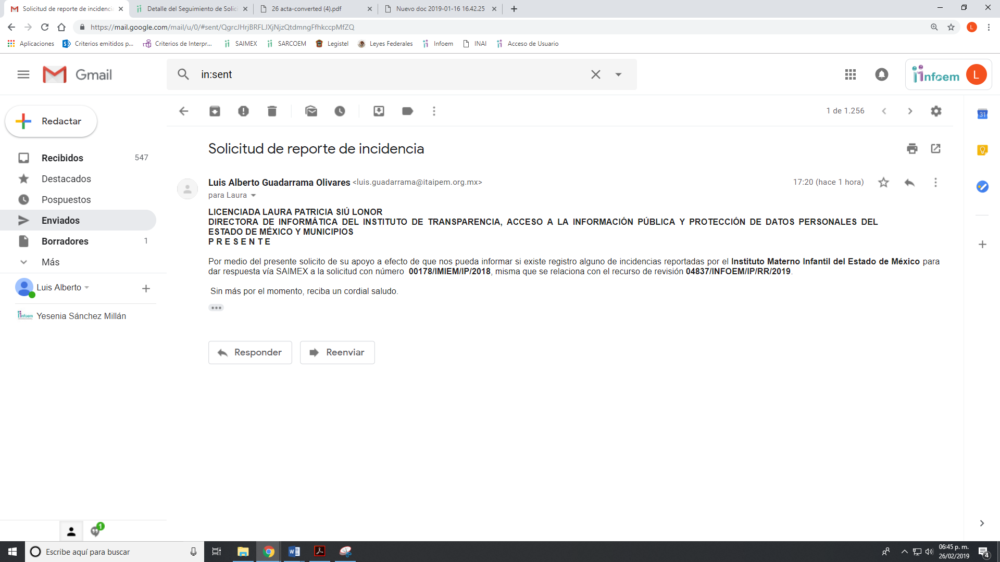 Solicitud de reporte de incidencia
Detalle del Seguimiento de Solici
26 acta-converted (4).pdf
Nuevo doc 2019-01-16 16.42.25
https://mail.google.com/mail/u/0/#sent/QgrcJHrjBRFLJXjNjzQtdmngFfhkccpMfZQ
L
Aplicaciones
Criterios emitidos p...
Criterios de Interpr...
SAIMEX
SARCOEM
Legistel
Leyes Federales
Infoem
INAI
Acceso de Usuario
Gmail
in:sent
infoem
L
Redactar
1 de 1.256
31
Recibidos 547
Destacados
Pospuestos
Enviados
Borradores 1
Más
Luis Alberto
infoem Yesenia Sánchez Millán
Solicitud de reporte de incidencia
Luis Alberto Guadarrama Olivares <luis.guadarrama@itaipem.org.mx> 17:20 (hace 1 hora)
para Laura
LICENCIADA LAURA PATRICIA SIÚ LONOR
DIRECTORA DE INFORMÁTICA DEL INSTITUTO DE TRANSPARENCIA, ACCESO A LA INFORMACIÓN PÚBLICA Y PROTECCIÓN DE DATOS PERSONALES DEL
ESTADO DE MÉXICO Y MUNICIPIOS
P R E S E N T E
Por medio del presente solicito de su apoyo a efecto de que nos pueda informar si existe registro alguno de incidencias reportadas por el Instituto Materno Infantil del Estado de México para
dar respuesta vía SAIMEX a la solicitud con número 00178/IMIEM/IP/2018, misma que se relaciona con el recurso de revisión 04837/INFOEM/IP/RR/2019.
Sin más por el momento, reciba un cordial saludo.
Responder
Reenviar
1
Escribe aquí para buscar
06:45 p. m.
26/02/2019
4